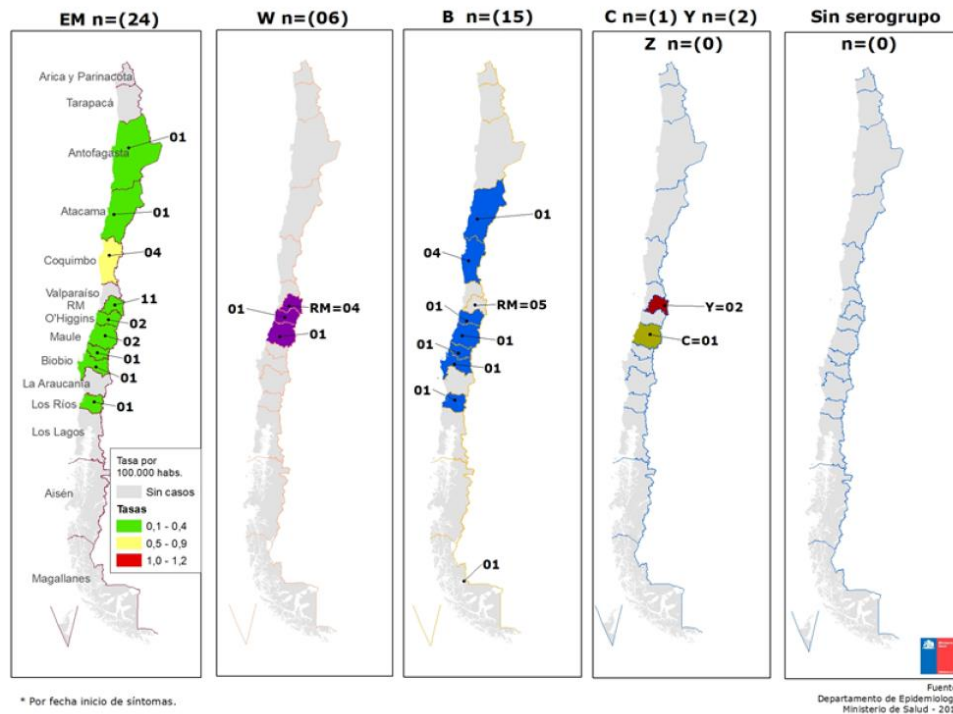 EM n=(24)
W n=(06)
B n=(15)
C n=(1) Y n=(2)
Z n=(0)
Sin serogrupo
n=(0)
Arica y Parinacota
Tarapacá
Antofagasta
Atacama
Coquimbo
Valparaíso
RM
O'Higgins
Maule
Biobio
La Araucanía
Los Ríos
Los Lagos
Aisén
Magallanes
01
01
04
11
02
02
01
01
01
Tasa por
100.000 habs.
Sin casos
Tasas
0,1 - 0,4
0,5 - 0,9
1,0 - 1,2
RM=04
01
01
01
04
RM=05
01
01
01
01
01
01
Y=02
C=01
* Por fecha inicio de síntomas.
Fuente
Departamento de Epidemiolog
Ministerio de Salud - 201